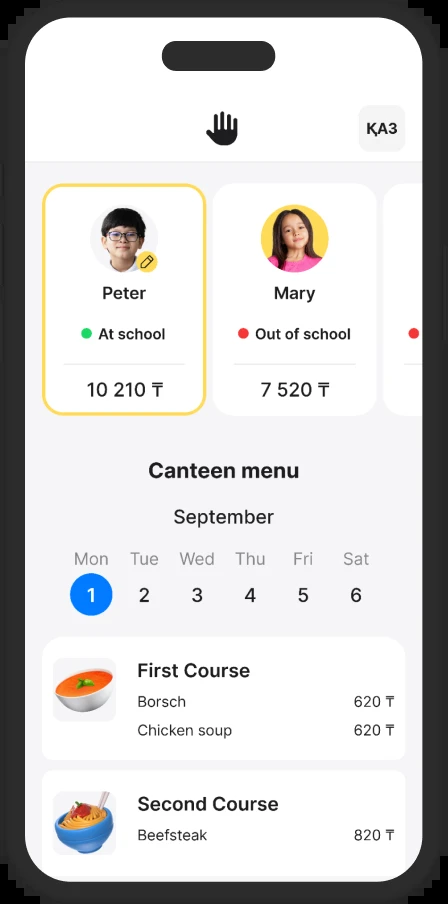 ҚАЗ
Peter
Mary
At school
Out of school
10 210 ₸
7 520 ₸
Canteen menu
September
Mon Tue Wed Thu Fri Sat
1 2 3 4 5 6
First Course
Borsch 620 ₸
Chicken soup 620 ₸
Second Course
Beefsteak 820 ₸